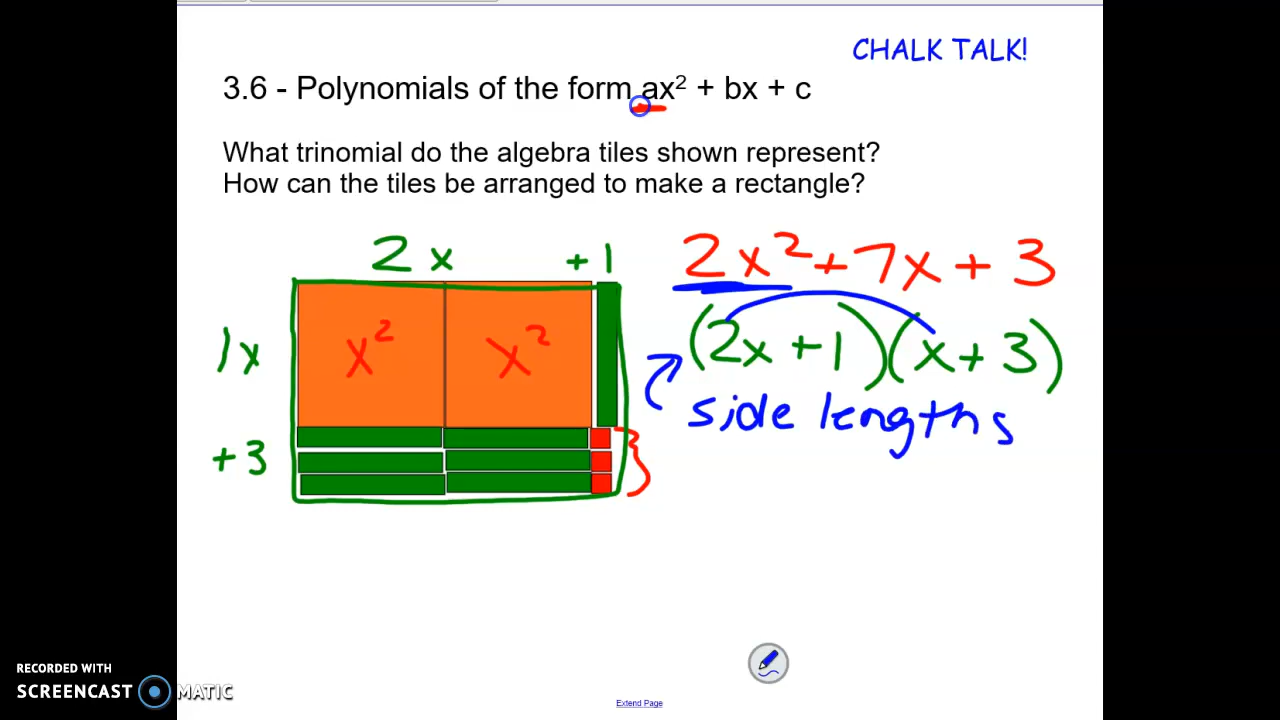 CHALK TALK!
3.6 - Polynomials of the form ax² + bx + c
What trinomial do the algebra tiles shown represent?
How can the tiles be arranged to make a rectangle?
2x +1
1x
+3
x² x²
2x² + 7x + 3
(2x + 1)(x + 3)
side lengths
RECORDED WITH
SCREENCAST MATIC
Extend Page